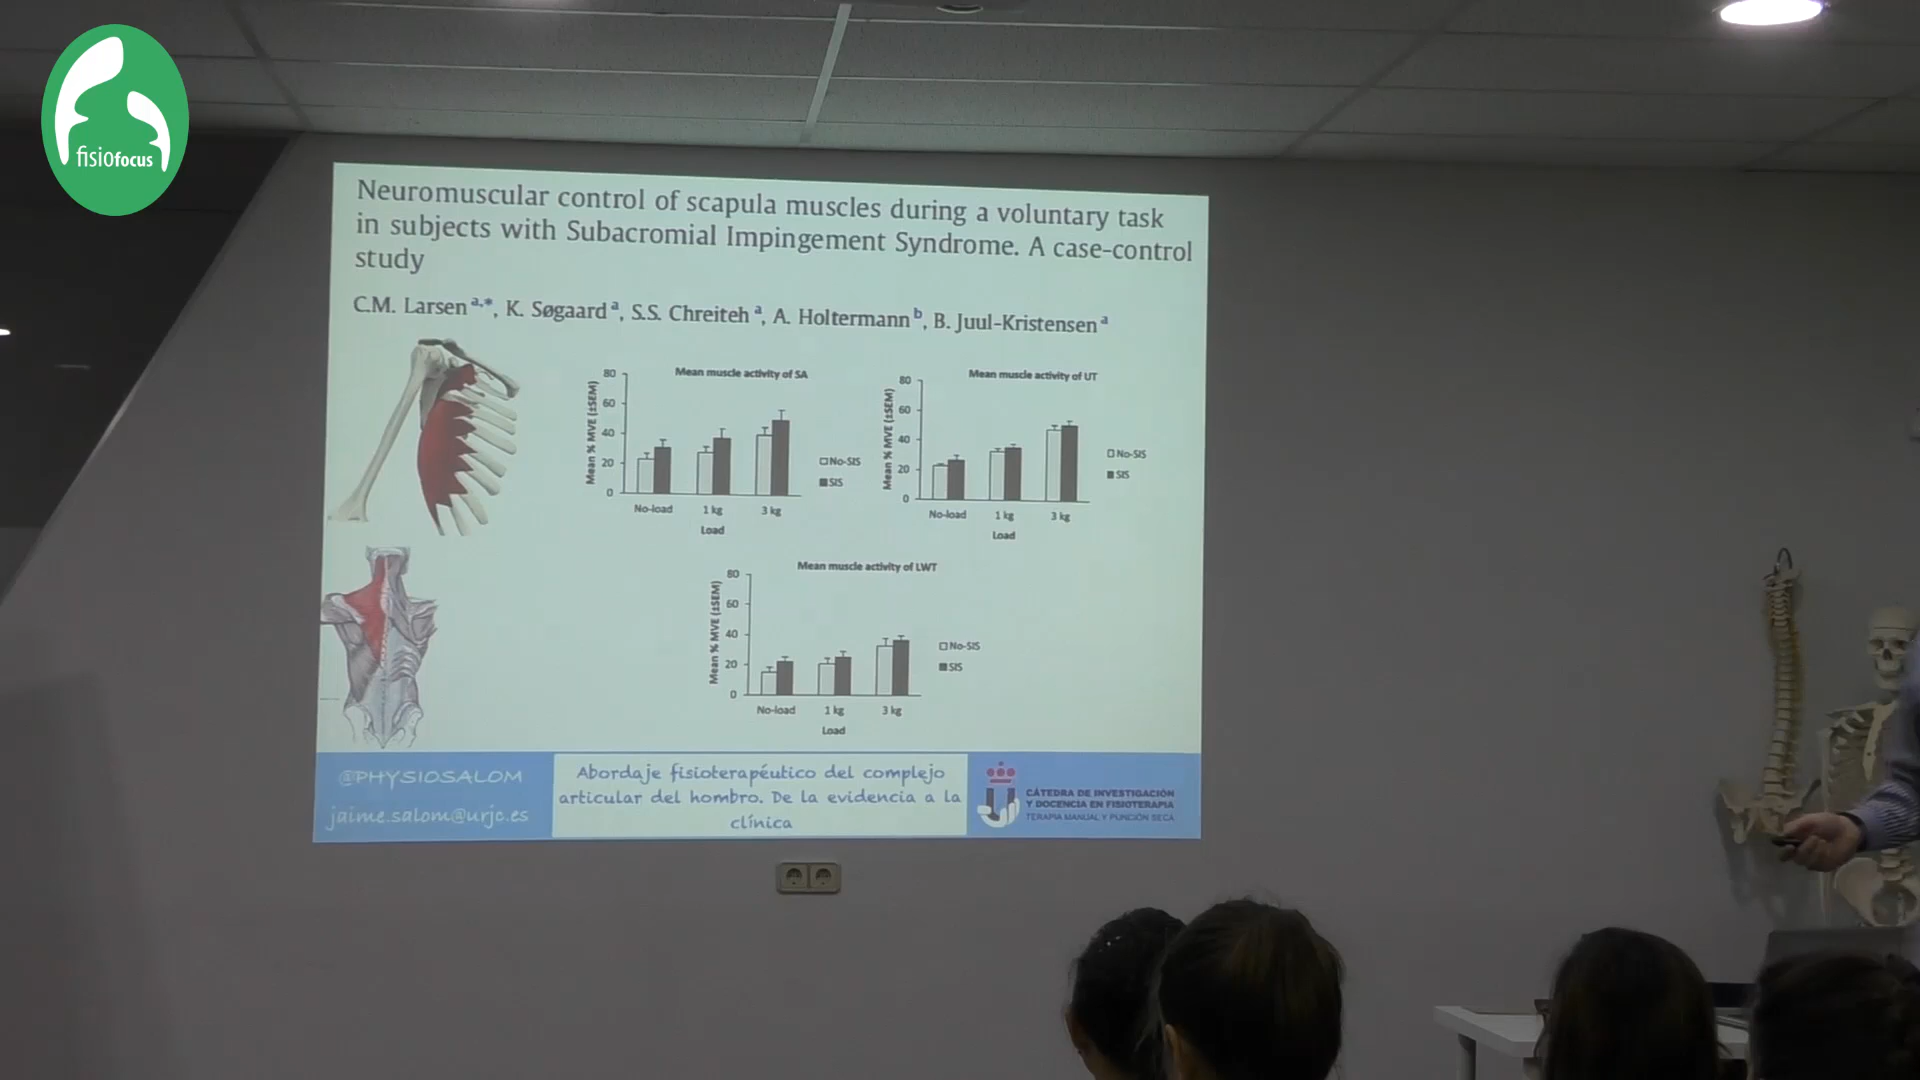 fisiofocus
Neuromuscular control of scapula muscles during a voluntary task
in subjects with Subacromial Impingement Syndrome. A case-control
study
C.M. Larsen a,*, K. Søgaard a, S.S. Chreiteh a, A. Holtermann b, B. Juul-Kristensen a
Mean muscle activity of SA
Mean % MVE (±SEM)
80
60
40
20
0
No-load 1 kg 3 kg
Load
No-SIS
SIS
Mean muscle activity of UT
Mean % MVE (±SEM)
80
60
40
20
0
No-load 1 kg 3 kg
Load
No-SIS
SIS
Mean muscle activity of LWT
Mean % MVE (±SEM)
80
60
40
20
0
No-load 1 kg 3 kg
Load
No-SIS
SIS
@PHYSIOSALOM
jaime.salom@urjc.es
Abordaje fisioterapéutico del complejo
articular del hombro. De la evidencia a la
clínica
CÁTEDRA DE INVESTIGACIÓN
Y DOCENCIA EN FISIOTERAPIA
TERAPIA MANUAL Y PUNCIÓN SECA